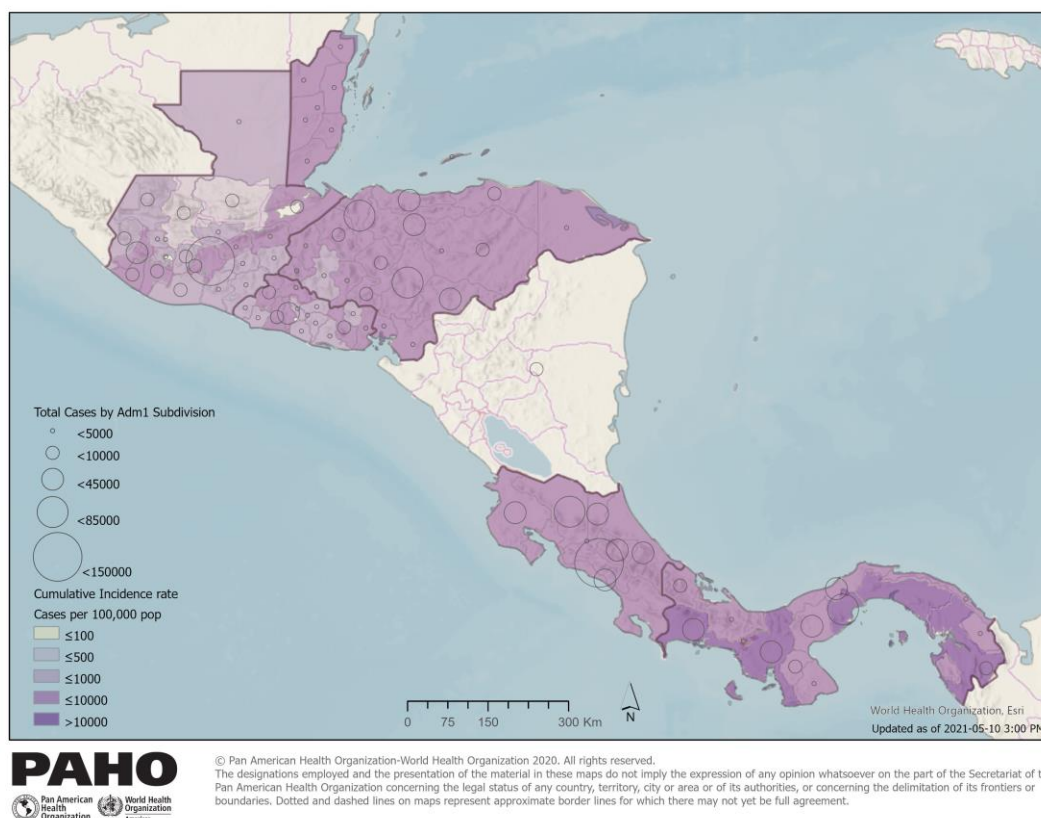 Total Cases by Adm1 Subdivision
<5000
<10000
<45000
<85000
<150000
Cumulative Incidence rate
Cases per 100,000 pop
≤100
≤500
≤1000
≤10000
>10000
0 75 150 300 Km
N
World Health Organization, Esri
Updated as of 2021-05-10 3:00 PM
PAHO
Pan American
Health
Organization
World Health
Organization
© Pan American Health Organization-World Health Organization 2020. All rights reserved.
The designations employed and the presentation of the material in these maps do not imply the expression of any opinion whatsoever on the part of the Secretariat of t
Pan American Health Organization concerning the legal status of any country, territory, city or area or of its authorities, or concerning the delimitation of its frontiers or
boundaries. Dotted and dashed lines on maps represent approximate border lines for which there may not yet be full agreement.